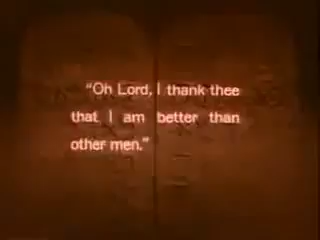 "Oh Lord, I thank thee
that I am better than
other men."